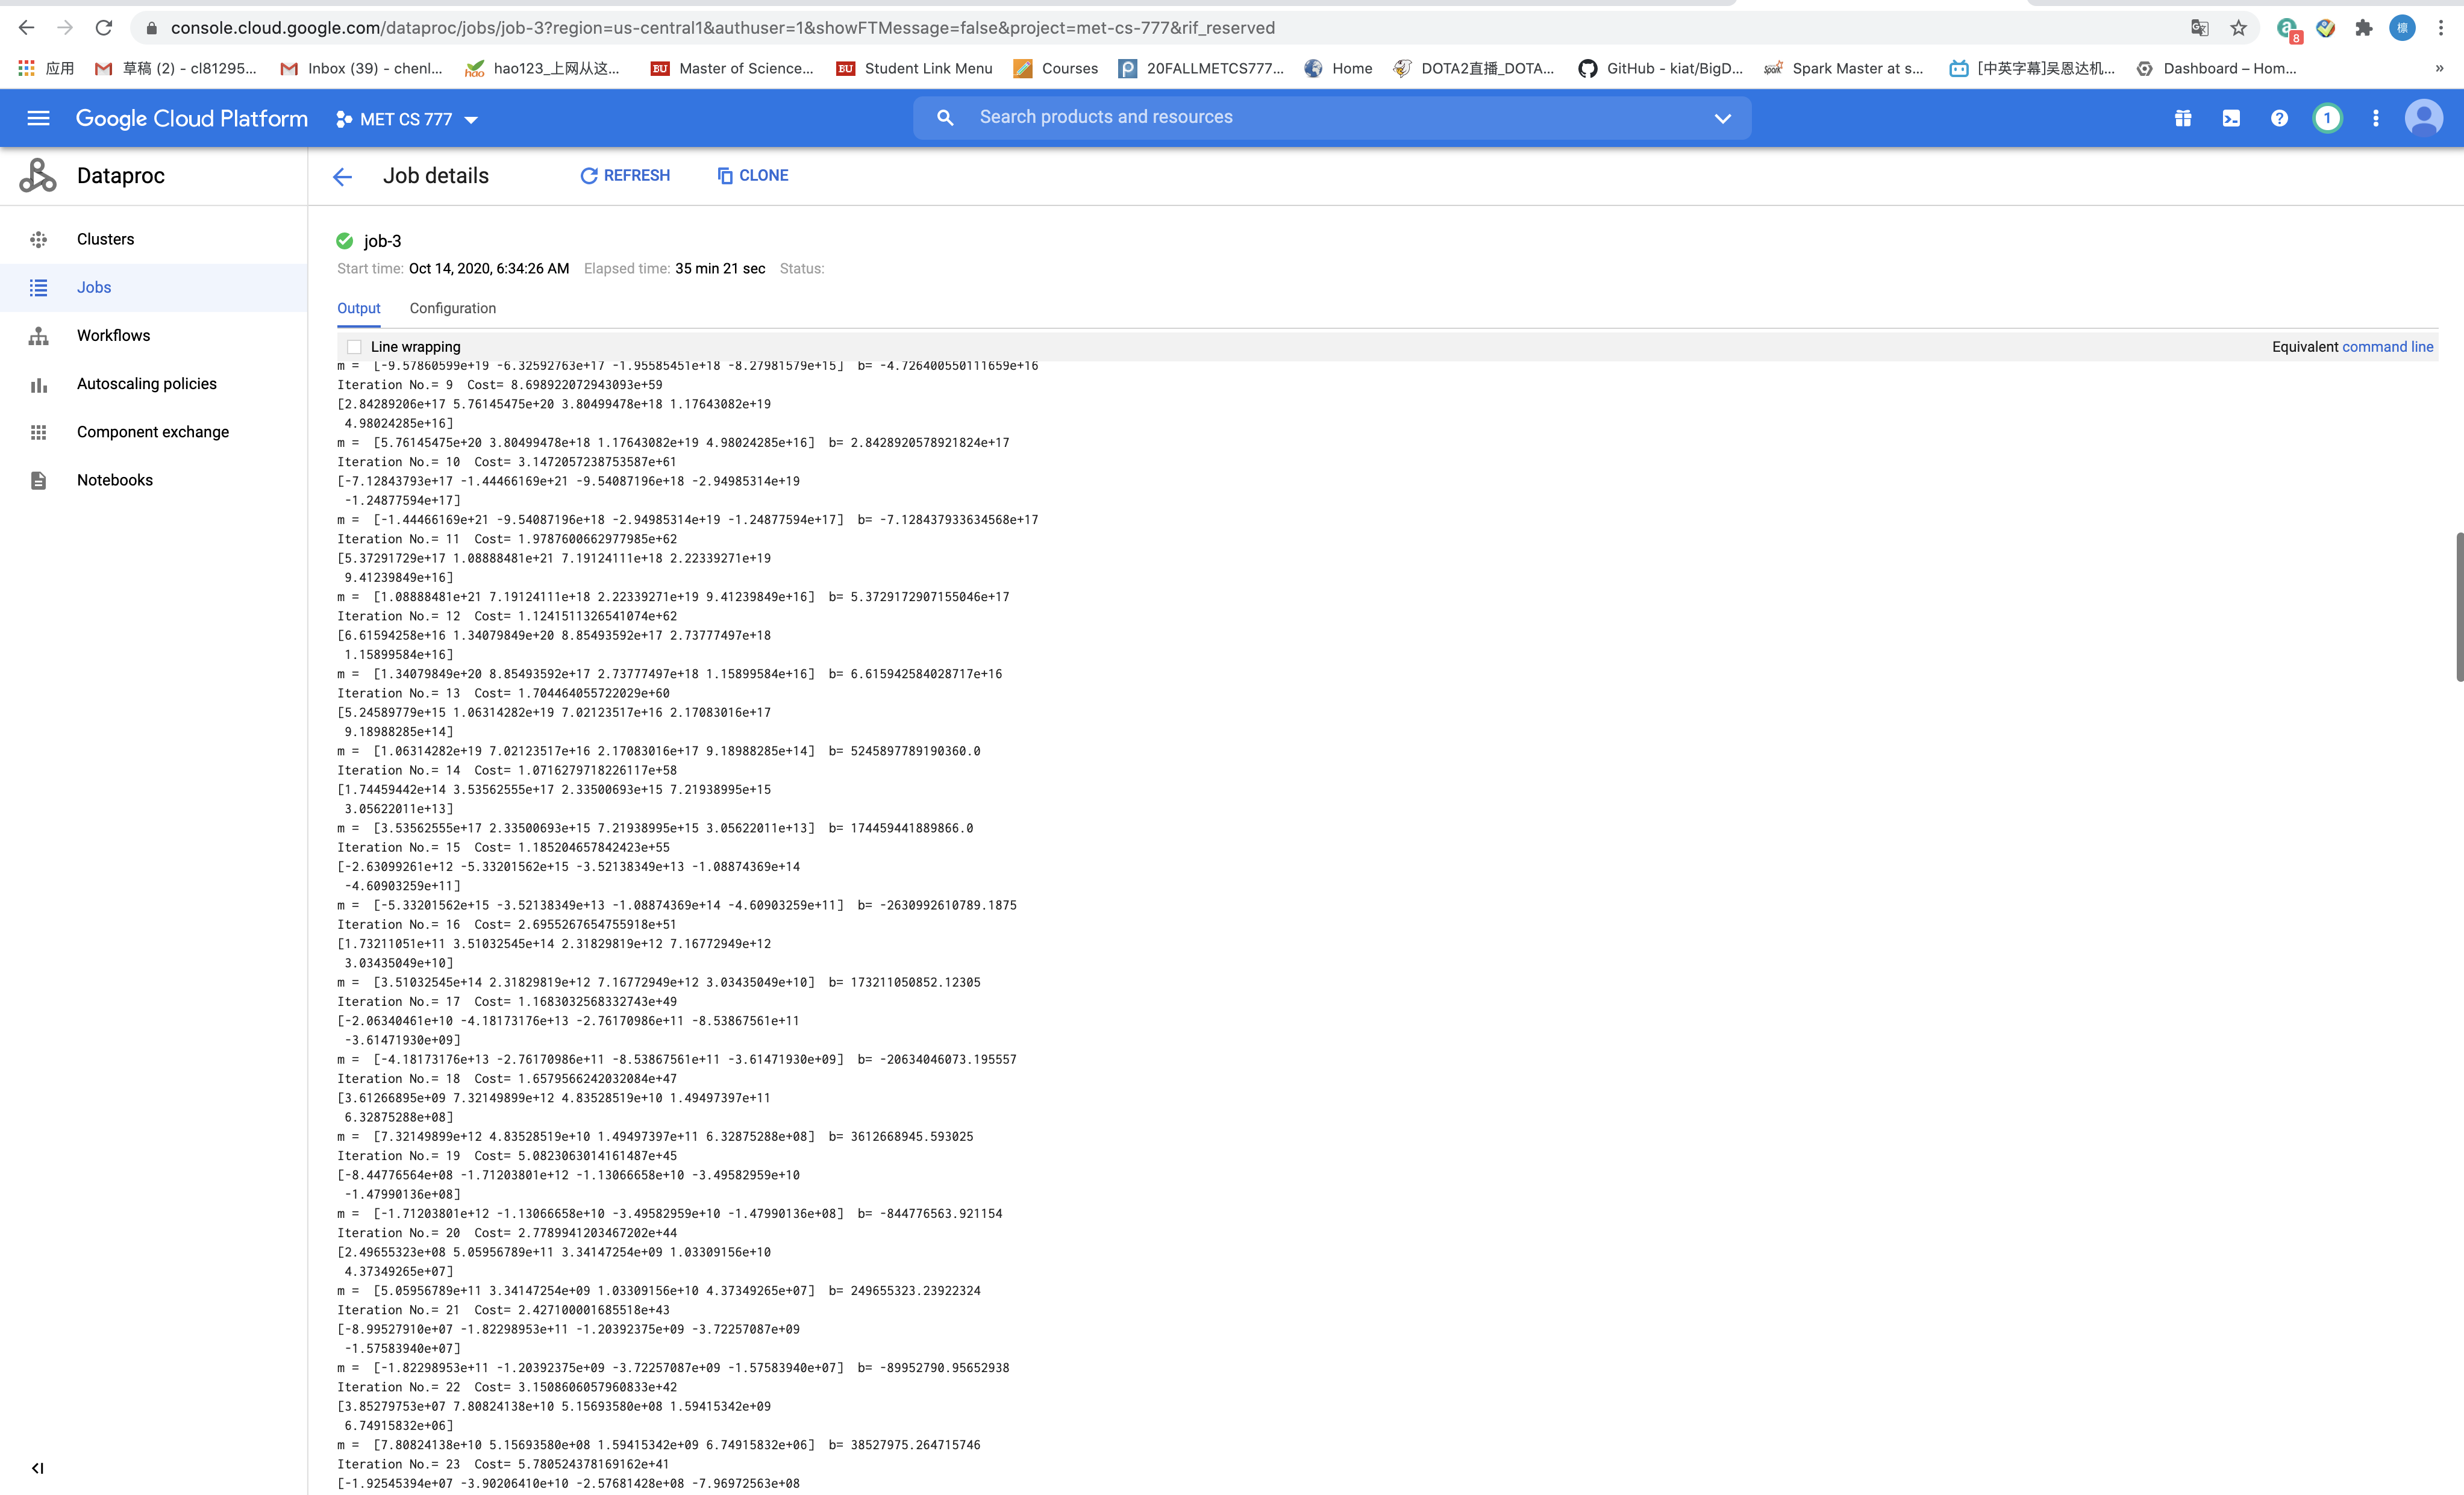 console.cloud.google.com/dataproc/jobs/job-3?region=us-central1&authuser=1&showFTMessage=false&project=met-cs-777&rif_reserved
8
標
应用
草稿 (2) - cl81295...
Inbox (39) - chenl...
hao123_上网从这...
BU Master of Science...
BU Student Link Menu
Courses
20FALLMETCS777...
Home
DOTA2直播_DOTA...
GitHub - kiat/BigD...
Spark Master at s...
[中英字幕]吴恩达机...
Dashboard – Hom...
»
Google Cloud Platform
MET CS 777
Search products and resources
1
Dataproc
Job details
REFRESH
CLONE
Clusters
Jobs
Workflows
Autoscaling policies
Component exchange
Notebooks
job-3
Start time: Oct 14, 2020, 6:34:26 AM Elapsed time: 35 min 21 sec Status:
Output Configuration
Line wrapping
Equivalent command line
m =  [-9.57860599e+19 -6.32592763e+17 -1.95585451e+18 -8.27981579e+15]  b= -4.726400550111659e+16
Iteration No.= 9  Cost= 8.698922072943093e+59
[2.84289206e+17 5.76145475e+20 3.80499478e+18 1.17643082e+19
4.98024285e+16]
m =  [5.76145475e+20 3.80499478e+18 1.17643082e+19 4.98024285e+16]  b= 2.8428920578921824e+17
Iteration No.= 10  Cost= 3.1472057238753587e+61
[-7.12843793e+17 -1.44466169e+21 -9.54087196e+18 -2.94985314e+19
-1.24877594e+17]
m =  [-1.44466169e+21 -9.54087196e+18 -2.94985314e+19 -1.24877594e+17]  b= -7.128437933634568e+17
Iteration No.= 11  Cost= 1.9787600662977985e+62
[5.37291729e+17 1.08888481e+21 7.19124111e+18 2.22339271e+19
9.41239849e+16]
m =  [1.08888481e+21 7.19124111e+18 2.22339271e+19 9.41239849e+16]  b= 5.3729172907155046e+17
Iteration No.= 12  Cost= 1.1241511326541074e+62
[6.61594258e+16 1.34079849e+20 8.85493592e+17 2.73777497e+18
1.15899584e+16]
m =  [1.34079849e+20 8.85493592e+17 2.73777497e+18 1.15899584e+16]  b= 6.615942584028717e+16
Iteration No.= 13  Cost= 1.704464055722029e+60
[5.24589779e+15 1.06314282e+19 7.02123517e+16 2.17083016e+17
9.18988285e+14]
m =  [1.06314282e+19 7.02123517e+16 2.17083016e+17 9.18988285e+14]  b= 5245897789190360.0
Iteration No.= 14  Cost= 1.0716279718226117e+58
[1.74459442e+14 3.53562555e+17 2.33500693e+15 7.21938995e+15
3.05622011e+13]
m =  [3.53562555e+17 2.33500693e+15 7.21938995e+15 3.05622011e+13]  b= 174459441889866.0
Iteration No.= 15  Cost= 1.185204657842423e+55
[-2.63099261e+12 -5.33201562e+15 -3.52138349e+13 -1.08874369e+14
-4.60903259e+11]
m =  [-5.33201562e+15 -3.52138349e+13 -1.08874369e+14 -4.60903259e+11]  b= -2630992610789.1875
Iteration No.= 16  Cost= 2.6955267654755918e+51
[1.73211051e+11 3.51032545e+14 2.31829819e+12 7.16772949e+12
3.03435049e+10]
m =  [3.51032545e+14 2.31829819e+12 7.16772949e+12 3.03435049e+10]  b= 173211050852.12305
Iteration No.= 17  Cost= 1.1683032568332743e+49
[-2.06340461e+10 -4.18173176e+13 -2.76170986e+11 -8.53867561e+11
-3.61471930e+09]
m =  [-4.18173176e+13 -2.76170986e+11 -8.53867561e+11 -3.61471930e+09]  b= -20634046073.195557
Iteration No.= 18  Cost= 1.6579566242032084e+47
[3.61266895e+09 7.32149899e+12 4.83528519e+10 1.49497397e+11
6.32875288e+08]
m =  [7.32149899e+12 4.83528519e+10 1.49497397e+11 6.32875288e+08]  b= 3612668945.593025
Iteration No.= 19  Cost= 5.0823063014161487e+45
[-8.44776564e+08 -1.71203801e+12 -1.13066658e+10 -3.49582959e+10
-1.47990136e+08]
m =  [-1.71203801e+12 -1.13066658e+10 -3.49582959e+10 -1.47990136e+08]  b= -844776563.921154
Iteration No.= 20  Cost= 2.7789941203467202e+44
[2.49655323e+08 5.05956789e+11 3.34147254e+09 1.03309156e+10
4.37349265e+07]
m =  [5.05956789e+11 3.34147254e+09 1.03309156e+10 4.37349265e+07]  b= 249655323.23922324
Iteration No.= 21  Cost= 2.427100001685518e+43
[-8.99527910e+07 -1.82298953e+11 -1.20392375e+09 -3.72257087e+09
-1.57583940e+07]
m =  [-1.82298953e+11 -1.20392375e+09 -3.72257087e+09 -1.57583940e+07]  b= -89952790.95652938
Iteration No.= 22  Cost= 3.1508606057960833e+42
[3.85279753e+07 7.80824138e+10 5.15693580e+08 1.59415342e+09
6.74915832e+06]
m =  [7.80824138e+10 5.15693580e+08 1.59415342e+09 6.74915832e+06]  b= 38527975.264715746
Iteration No.= 23  Cost= 5.780524378169162e+41
[-1.92545394e+07 -3.90206410e+10 -2.57681428e+08 -7.96972563e+08